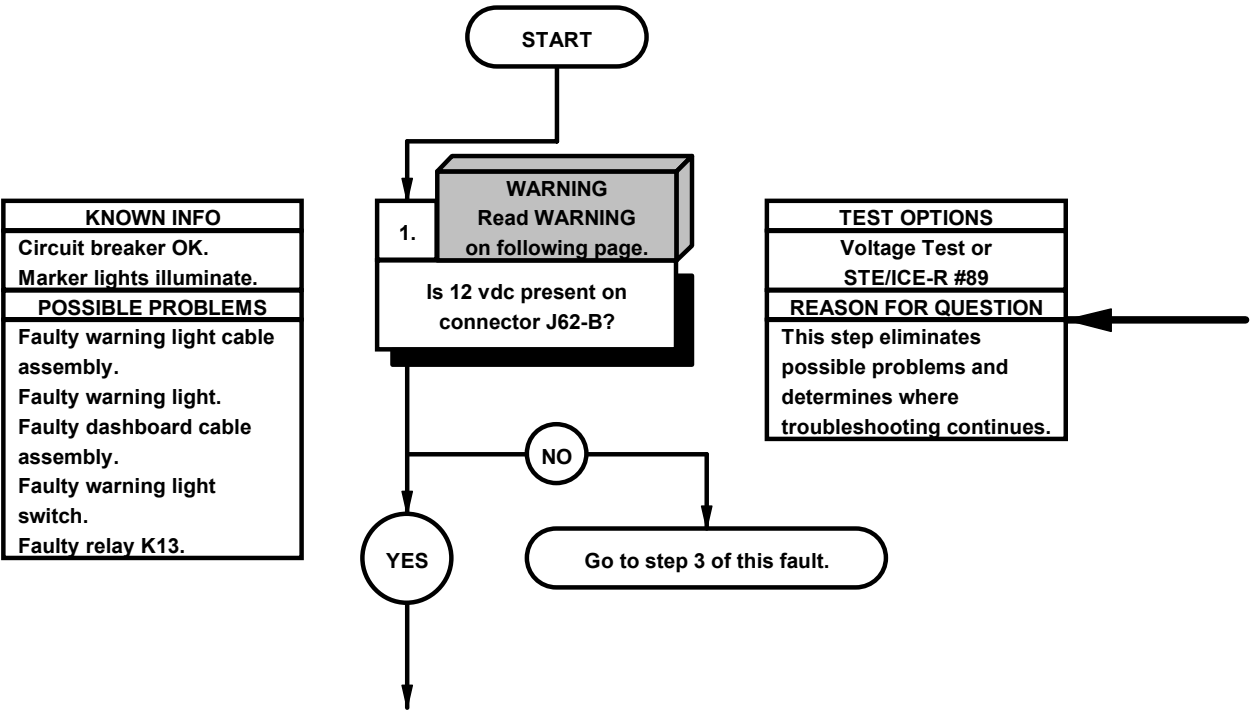 START
KNOWN INFO
Circuit breaker OK.
Marker lights illuminate.
POSSIBLE PROBLEMS
Faulty warning light cable
assembly.
Faulty warning light.
Faulty dashboard cable
assembly.
Faulty warning light
switch.
Faulty relay K13.
1.
WARNING
Read WARNING
on following page.
Is 12 vdc present on
connector J62-B?
TEST OPTIONS
Voltage Test or
STE/ICE-R #89
REASON FOR QUESTION
This step eliminates
possible problems and
determines where
troubleshooting continues.
NO
YES
Go to step 3 of this fault.